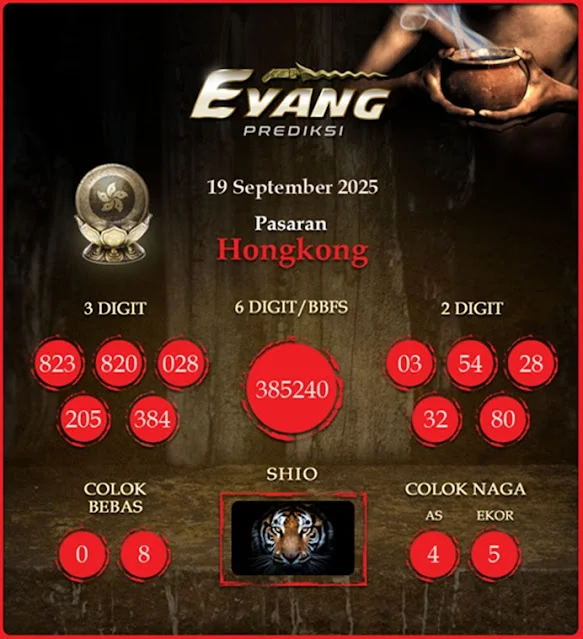 EYANG
PREDIKSI
19 September 2025
Pasaran
Hongkong
3 DIGIT
823 820 028
205 384
6 DIGIT/BBFS
385240
2 DIGIT
03 54 28
32 80
COLOK
BEBAS
0 8
SHIO
COLOK NAGA
AS EKOR
4 5